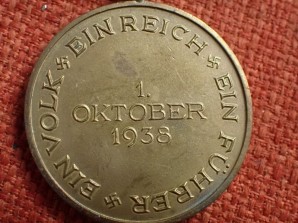 EIN VOLK EIN REICH EIN FÜHRER
1.
OKTOBER
1938